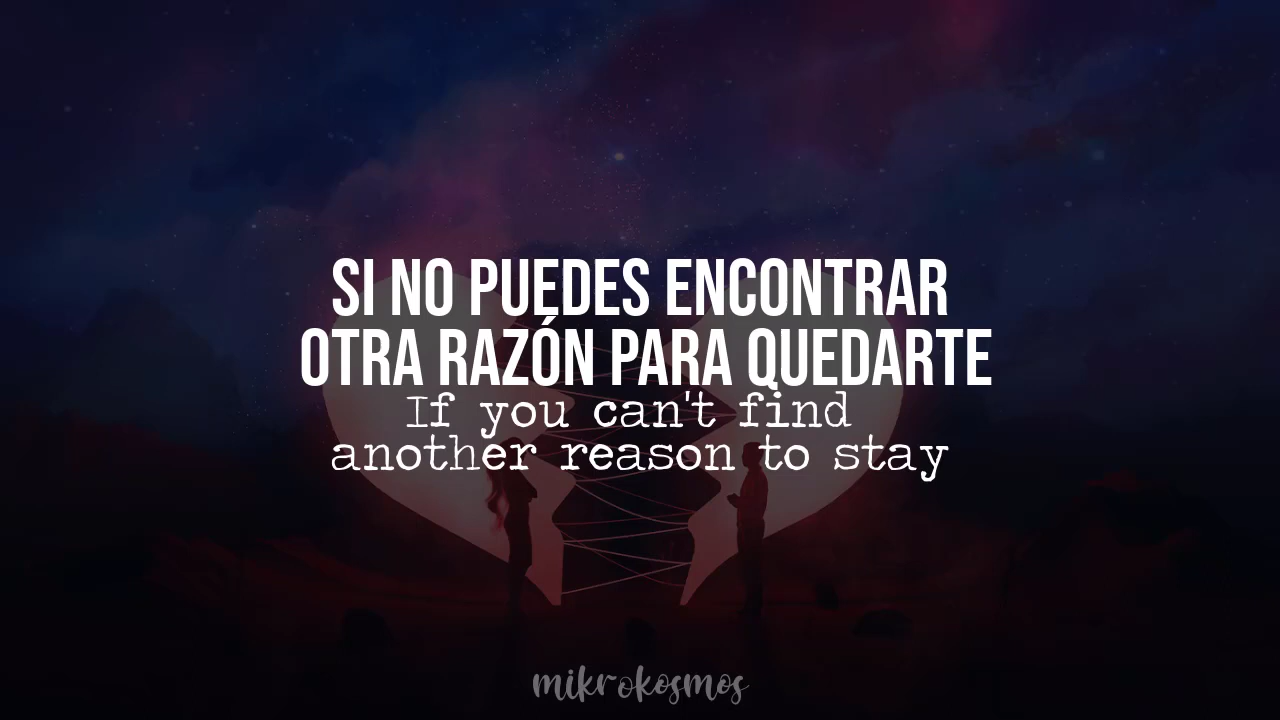 SI NO PUEDES ENCONTRAR
OTRA RAZÓN PARA QUEDARTE
If you can't find
another reason to stay
mikrokosmos